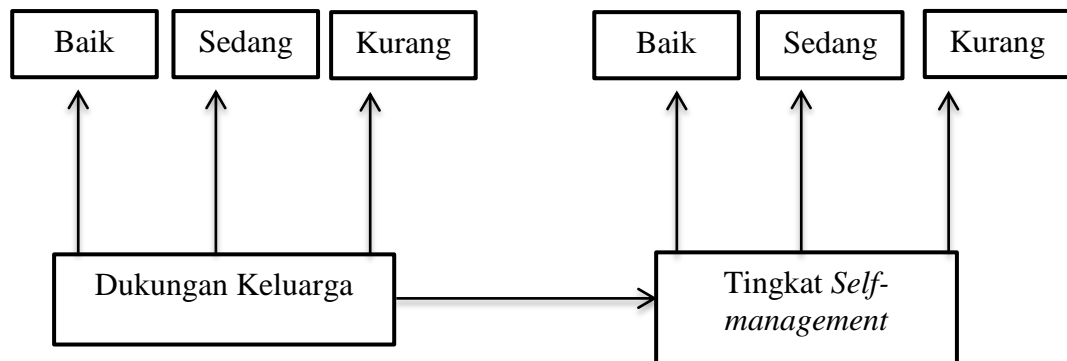 Baik
Sedang
Kurang
Baik
Sedang
Kurang
Dukungan Keluarga
Tingkat Self-
management